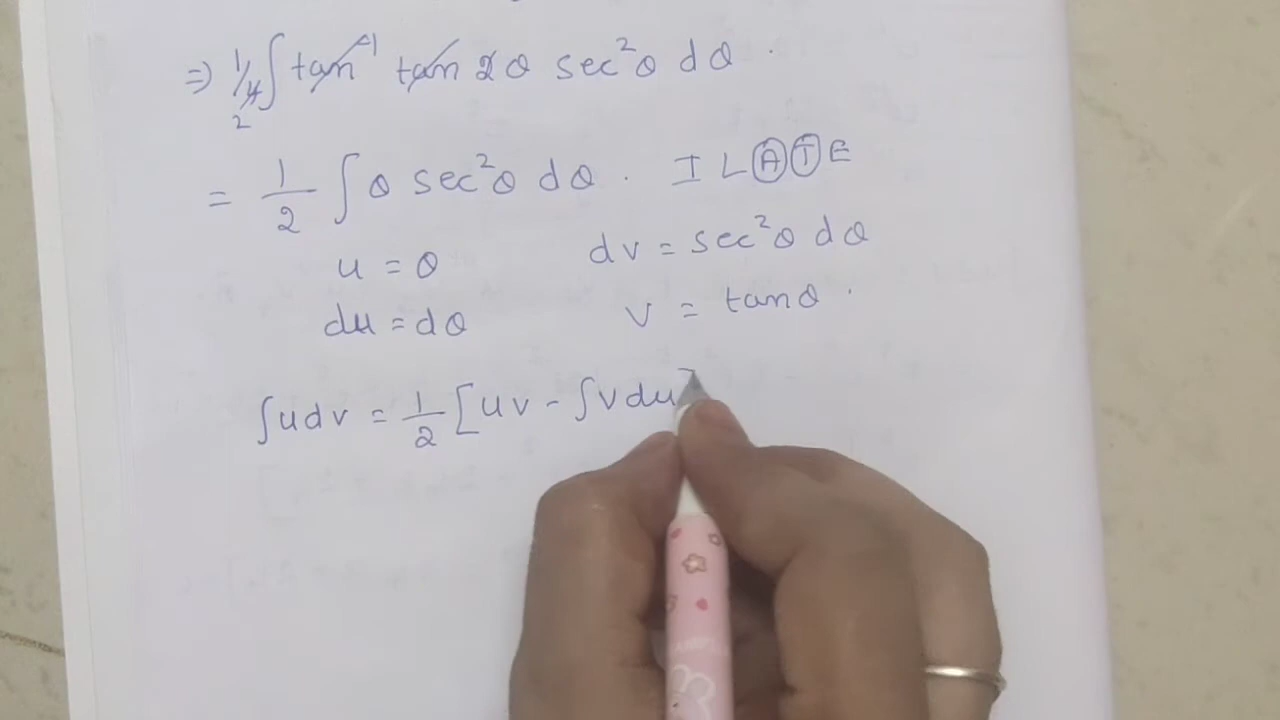 ⇒ 1/4 ∫ tan⁻¹ tan 2θ sec²θ dθ .
1 2
= 1/2 ∫ θ sec²θ dθ . I L A T E
u = θ dv = sec²θ dθ
du = dθ v = tanθ .
∫udv = 1/2 [uv - ∫vdu]